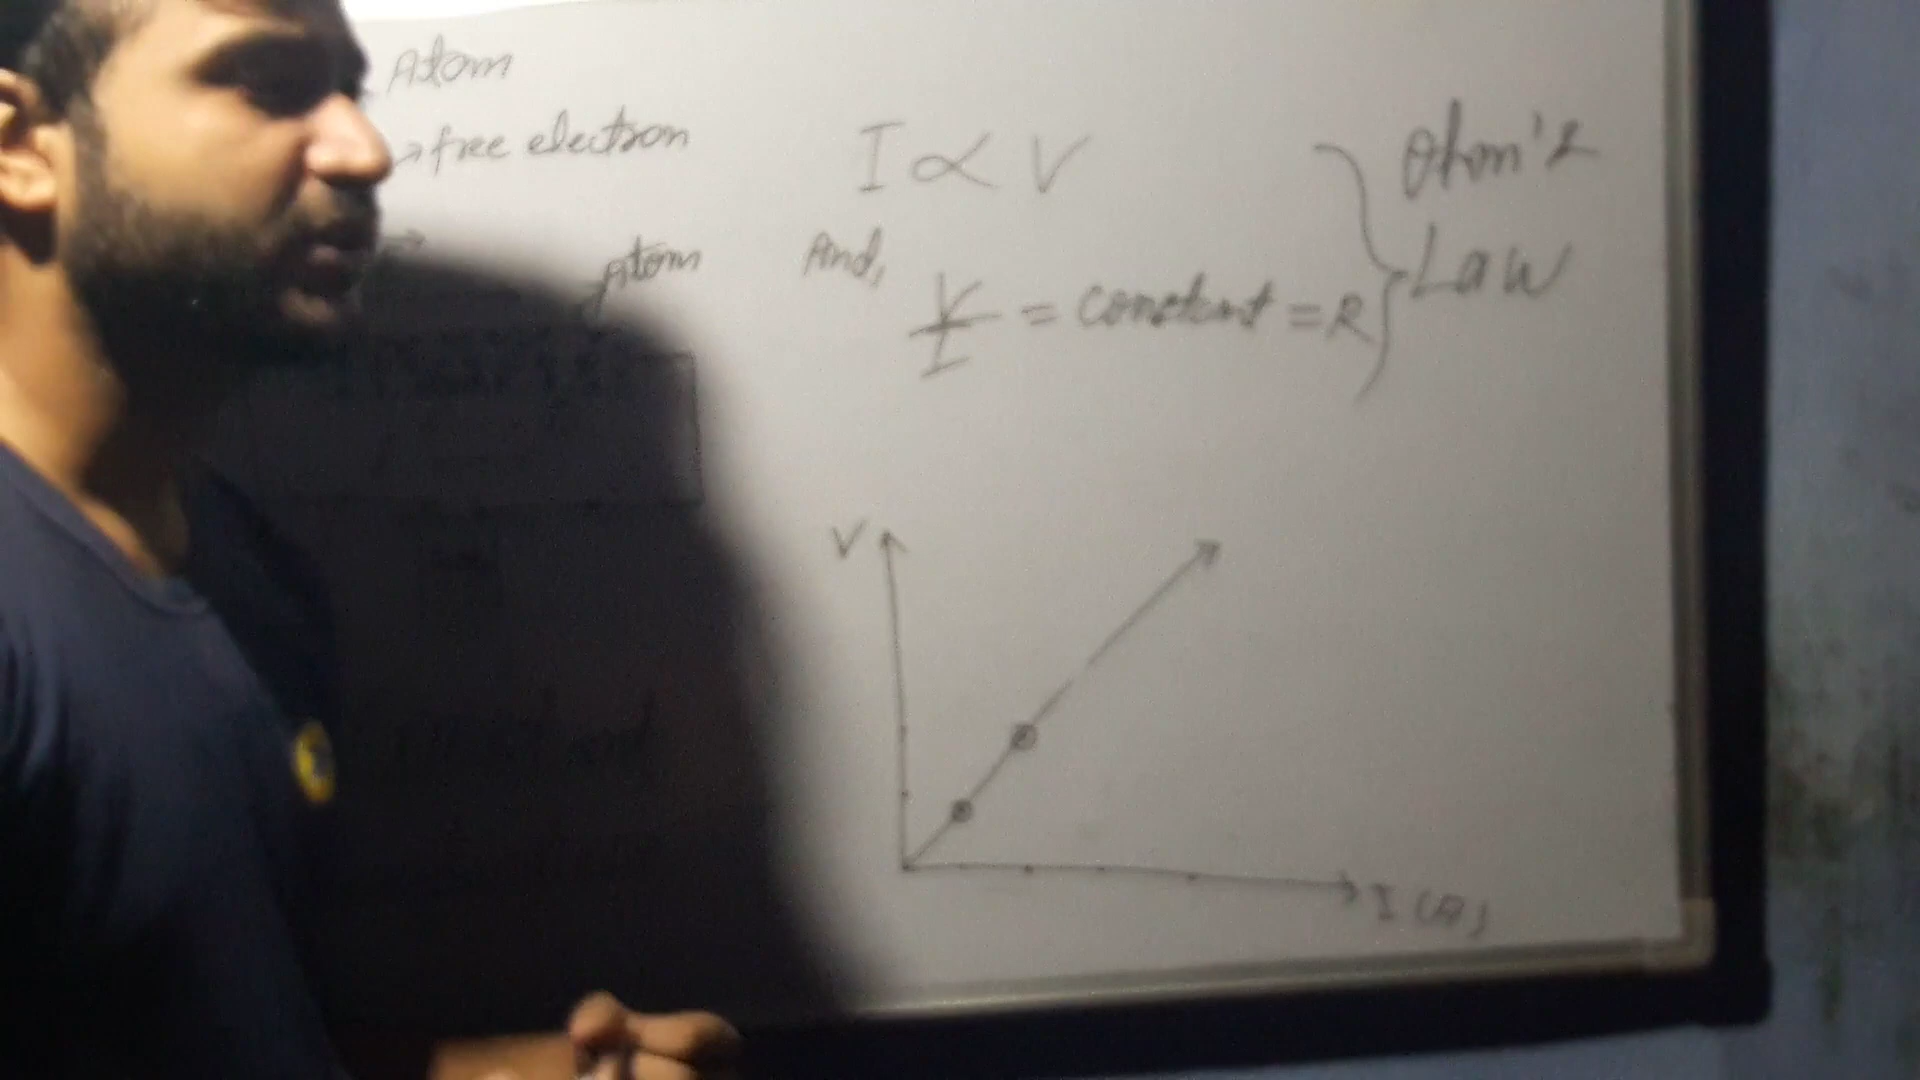 Atom
→ free electron
→ Atom
I ∝ V
And,
V/I = constant = R
Ohm's
Law
V
I (A)